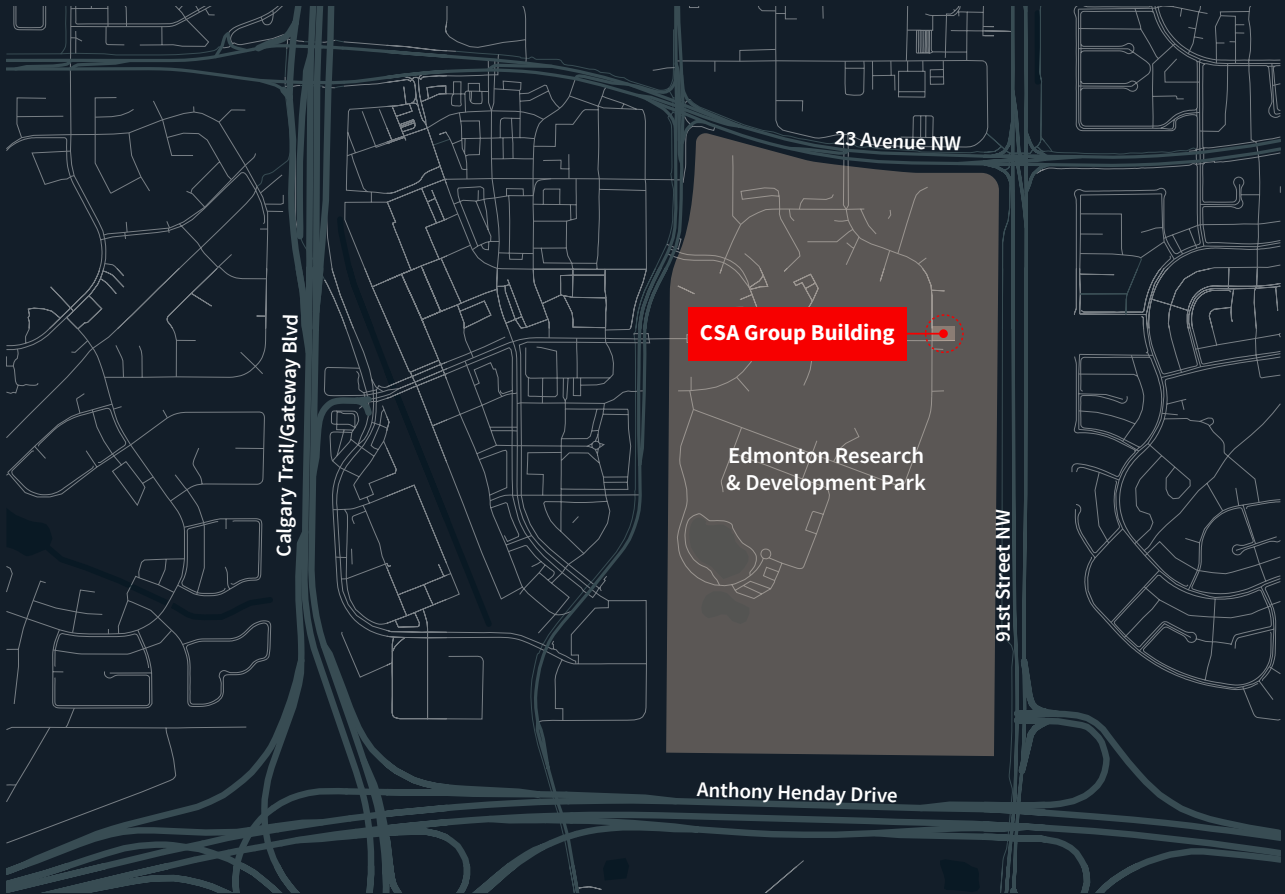 23 Avenue NW
CSA Group Building
Calgary Trail/Gateway Blvd
Edmonton Research
& Development Park
91st Street NW
Anthony Henday Drive